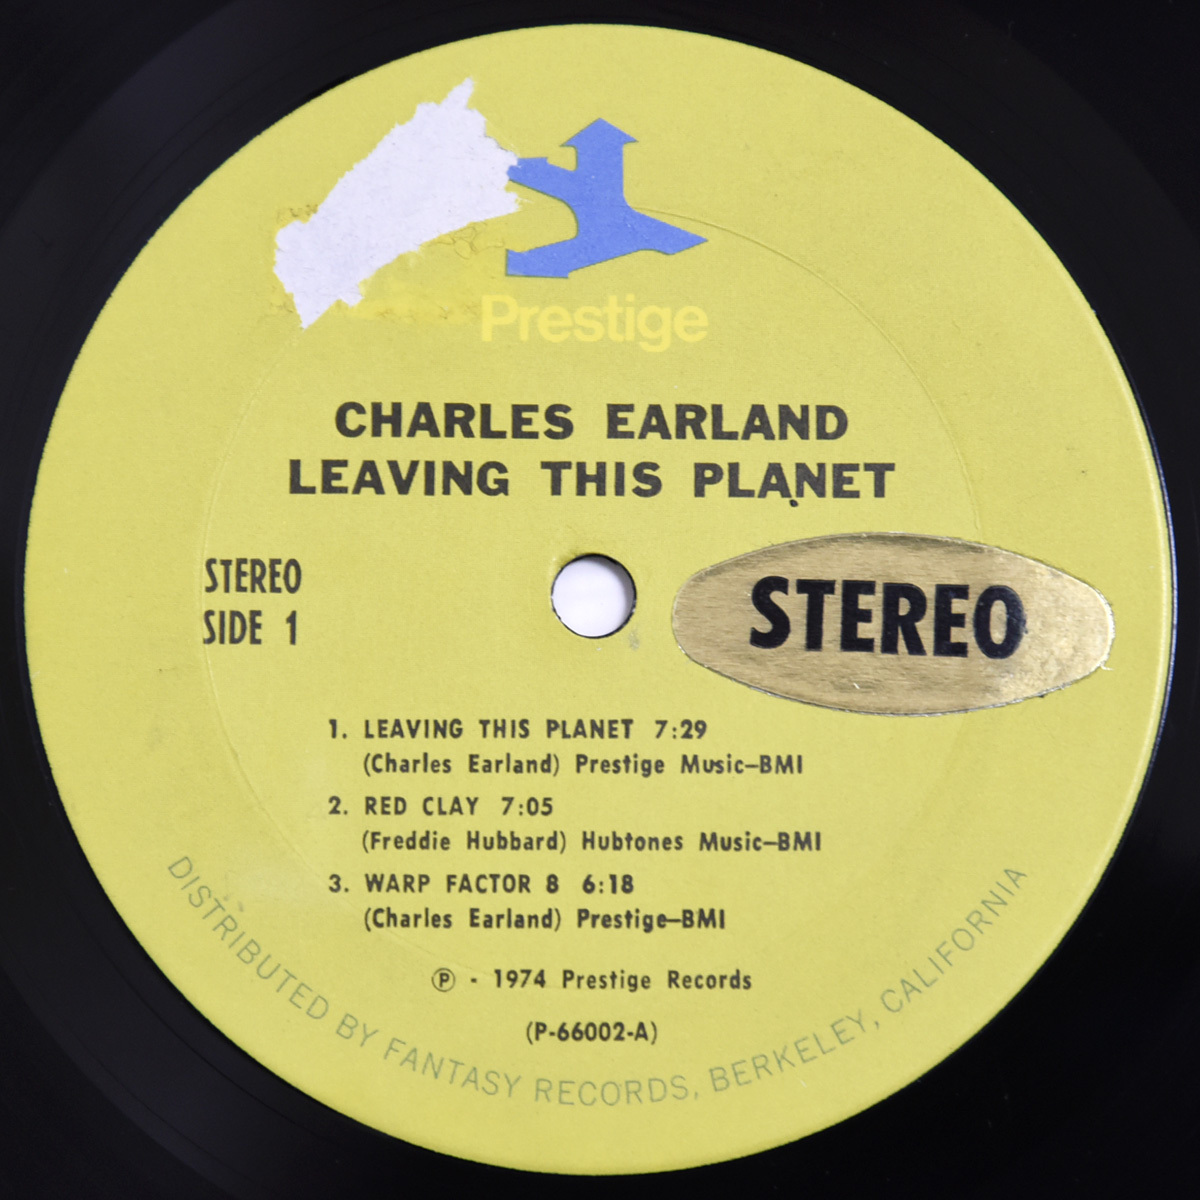 Prestige
CHARLES EARLAND
LEAVING THIS PLANET
STEREO
SIDE 1
STEREO
1. LEAVING THIS PLANET 7:29
(Charles Earland) Prestige Music–BMI
2. RED CLAY 7:05
(Freddie Hubbard) Hubtones Music–BMI
3. WARP FACTOR 8 6:18
(Charles Earland) Prestige–BMI
℗ - 1974 Prestige Records
(P-66002-A)
DISTRIBUTED BY FANTASY RECORDS, BERKELEY, CALIFORNIA